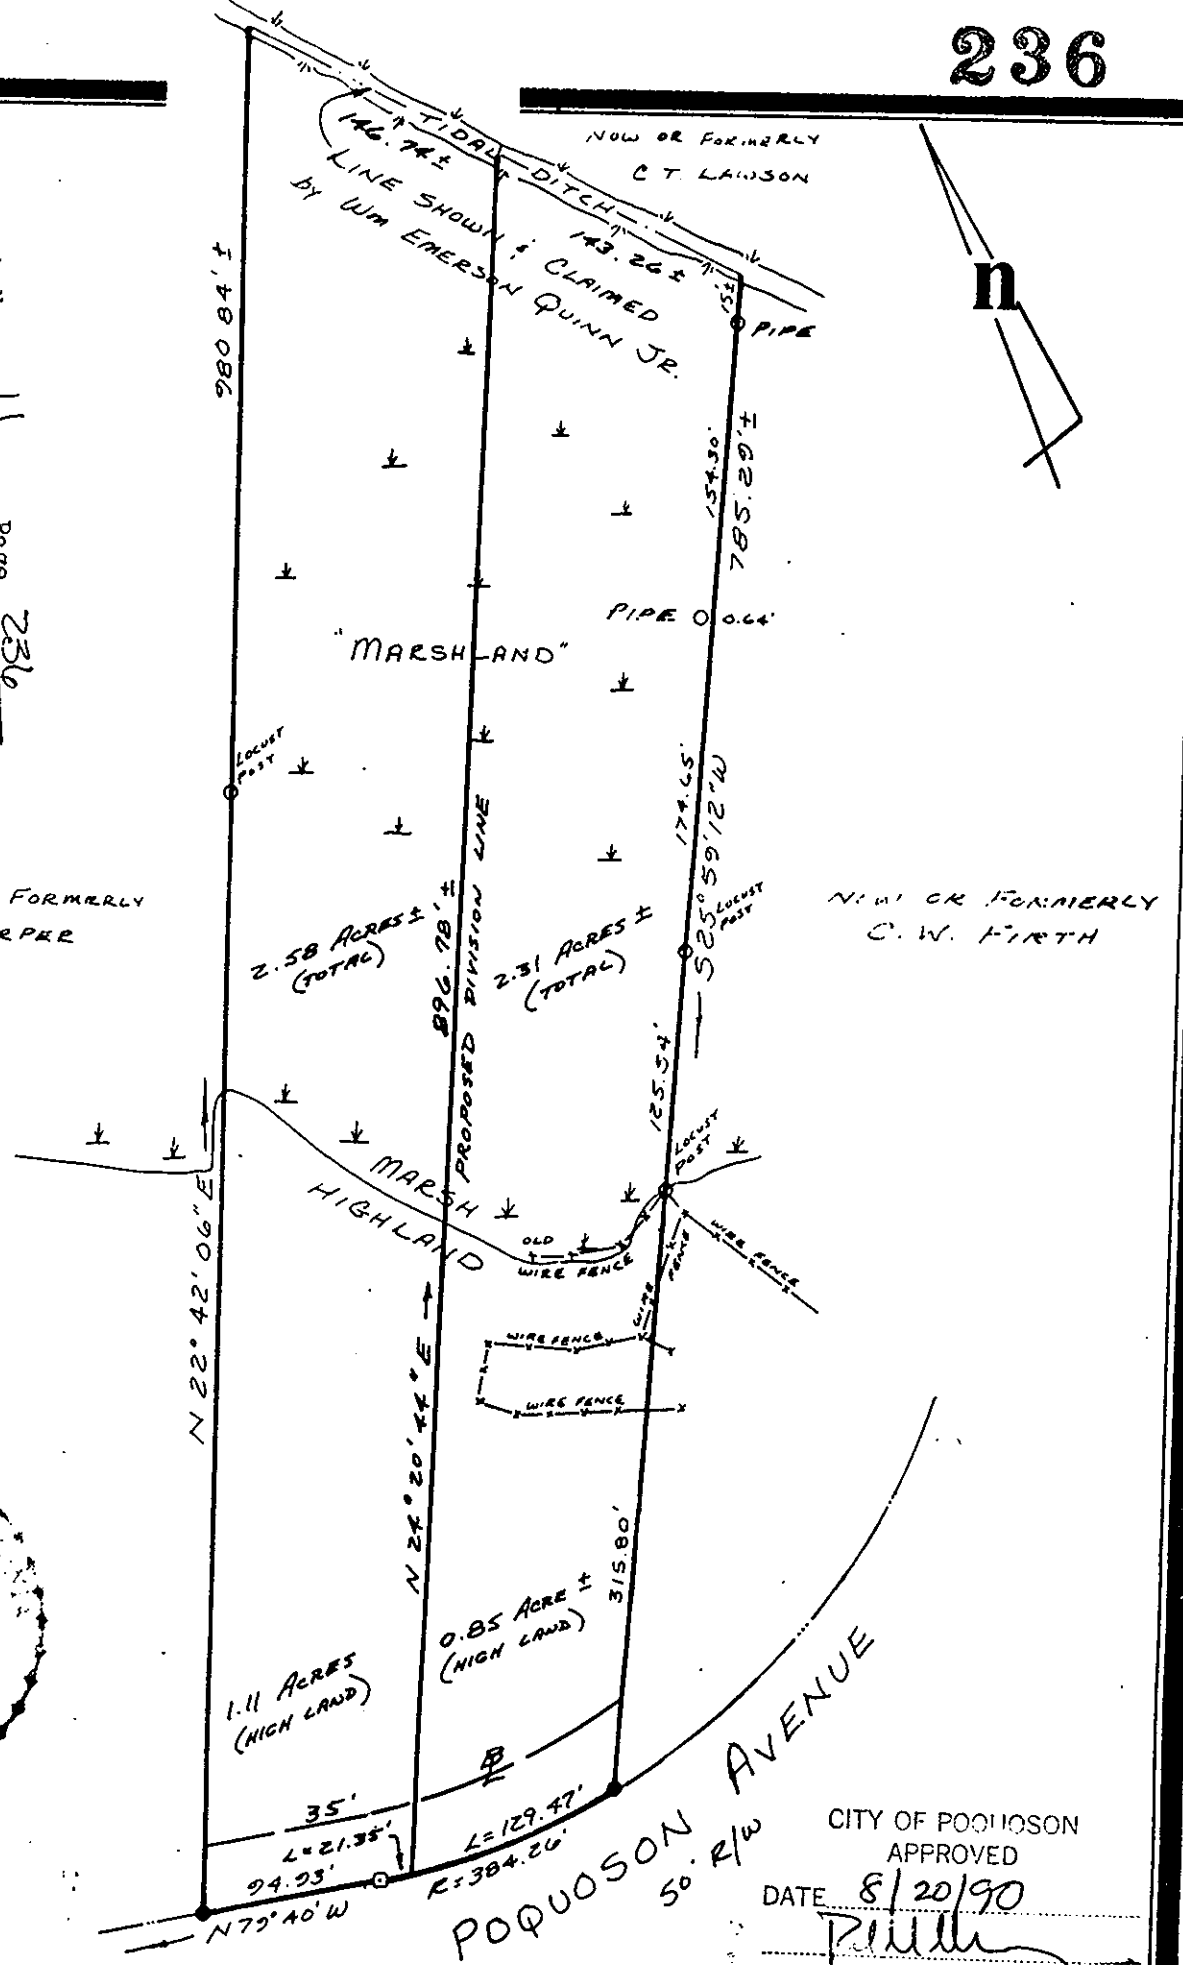 236
NOW OR FORMERLY
C T. LAWSON
TIDAL DITCH
146.74±
143.26±
LINE SHOWN & CLAIMED
by Wm EMERSON QUINN JR.
15'±
PIPE
n
980 84'±
154.30'
785.29'±
PIPE
0.64'
Page 236
"MARSHLAND"
LOCUST
POST
174.65'
S25°59'12"W
FORMERLY
2.58 ACRES±
(TOTAL)
896.78'±
PROPOSED DIVISION LINE
2.31 ACRES±
(TOTAL)
LOCUST
POST
NOW OR FORMERLY
C. W. FIRTH
125.54'
LOCUST
POST
MARSH
HIGHLAND
OLD
WIRE FENCE
WIRE FENCE
WIRE FENCE
WIRE FENCE
WIRE FENCE
N 22° 42' 06" E
N 24° 20' 44" E
315.80'
1.11 ACRES
(HIGH LAND)
0.85 ACRE ±
(HIGH LAND)
B
L
35'
L=21.35'
94.93'
L=129.47'
R=384.26'
N79°40'W
POQUOSON AVENUE
50' R/W
CITY OF POQUOSON
APPROVED
DATE 8/20/90